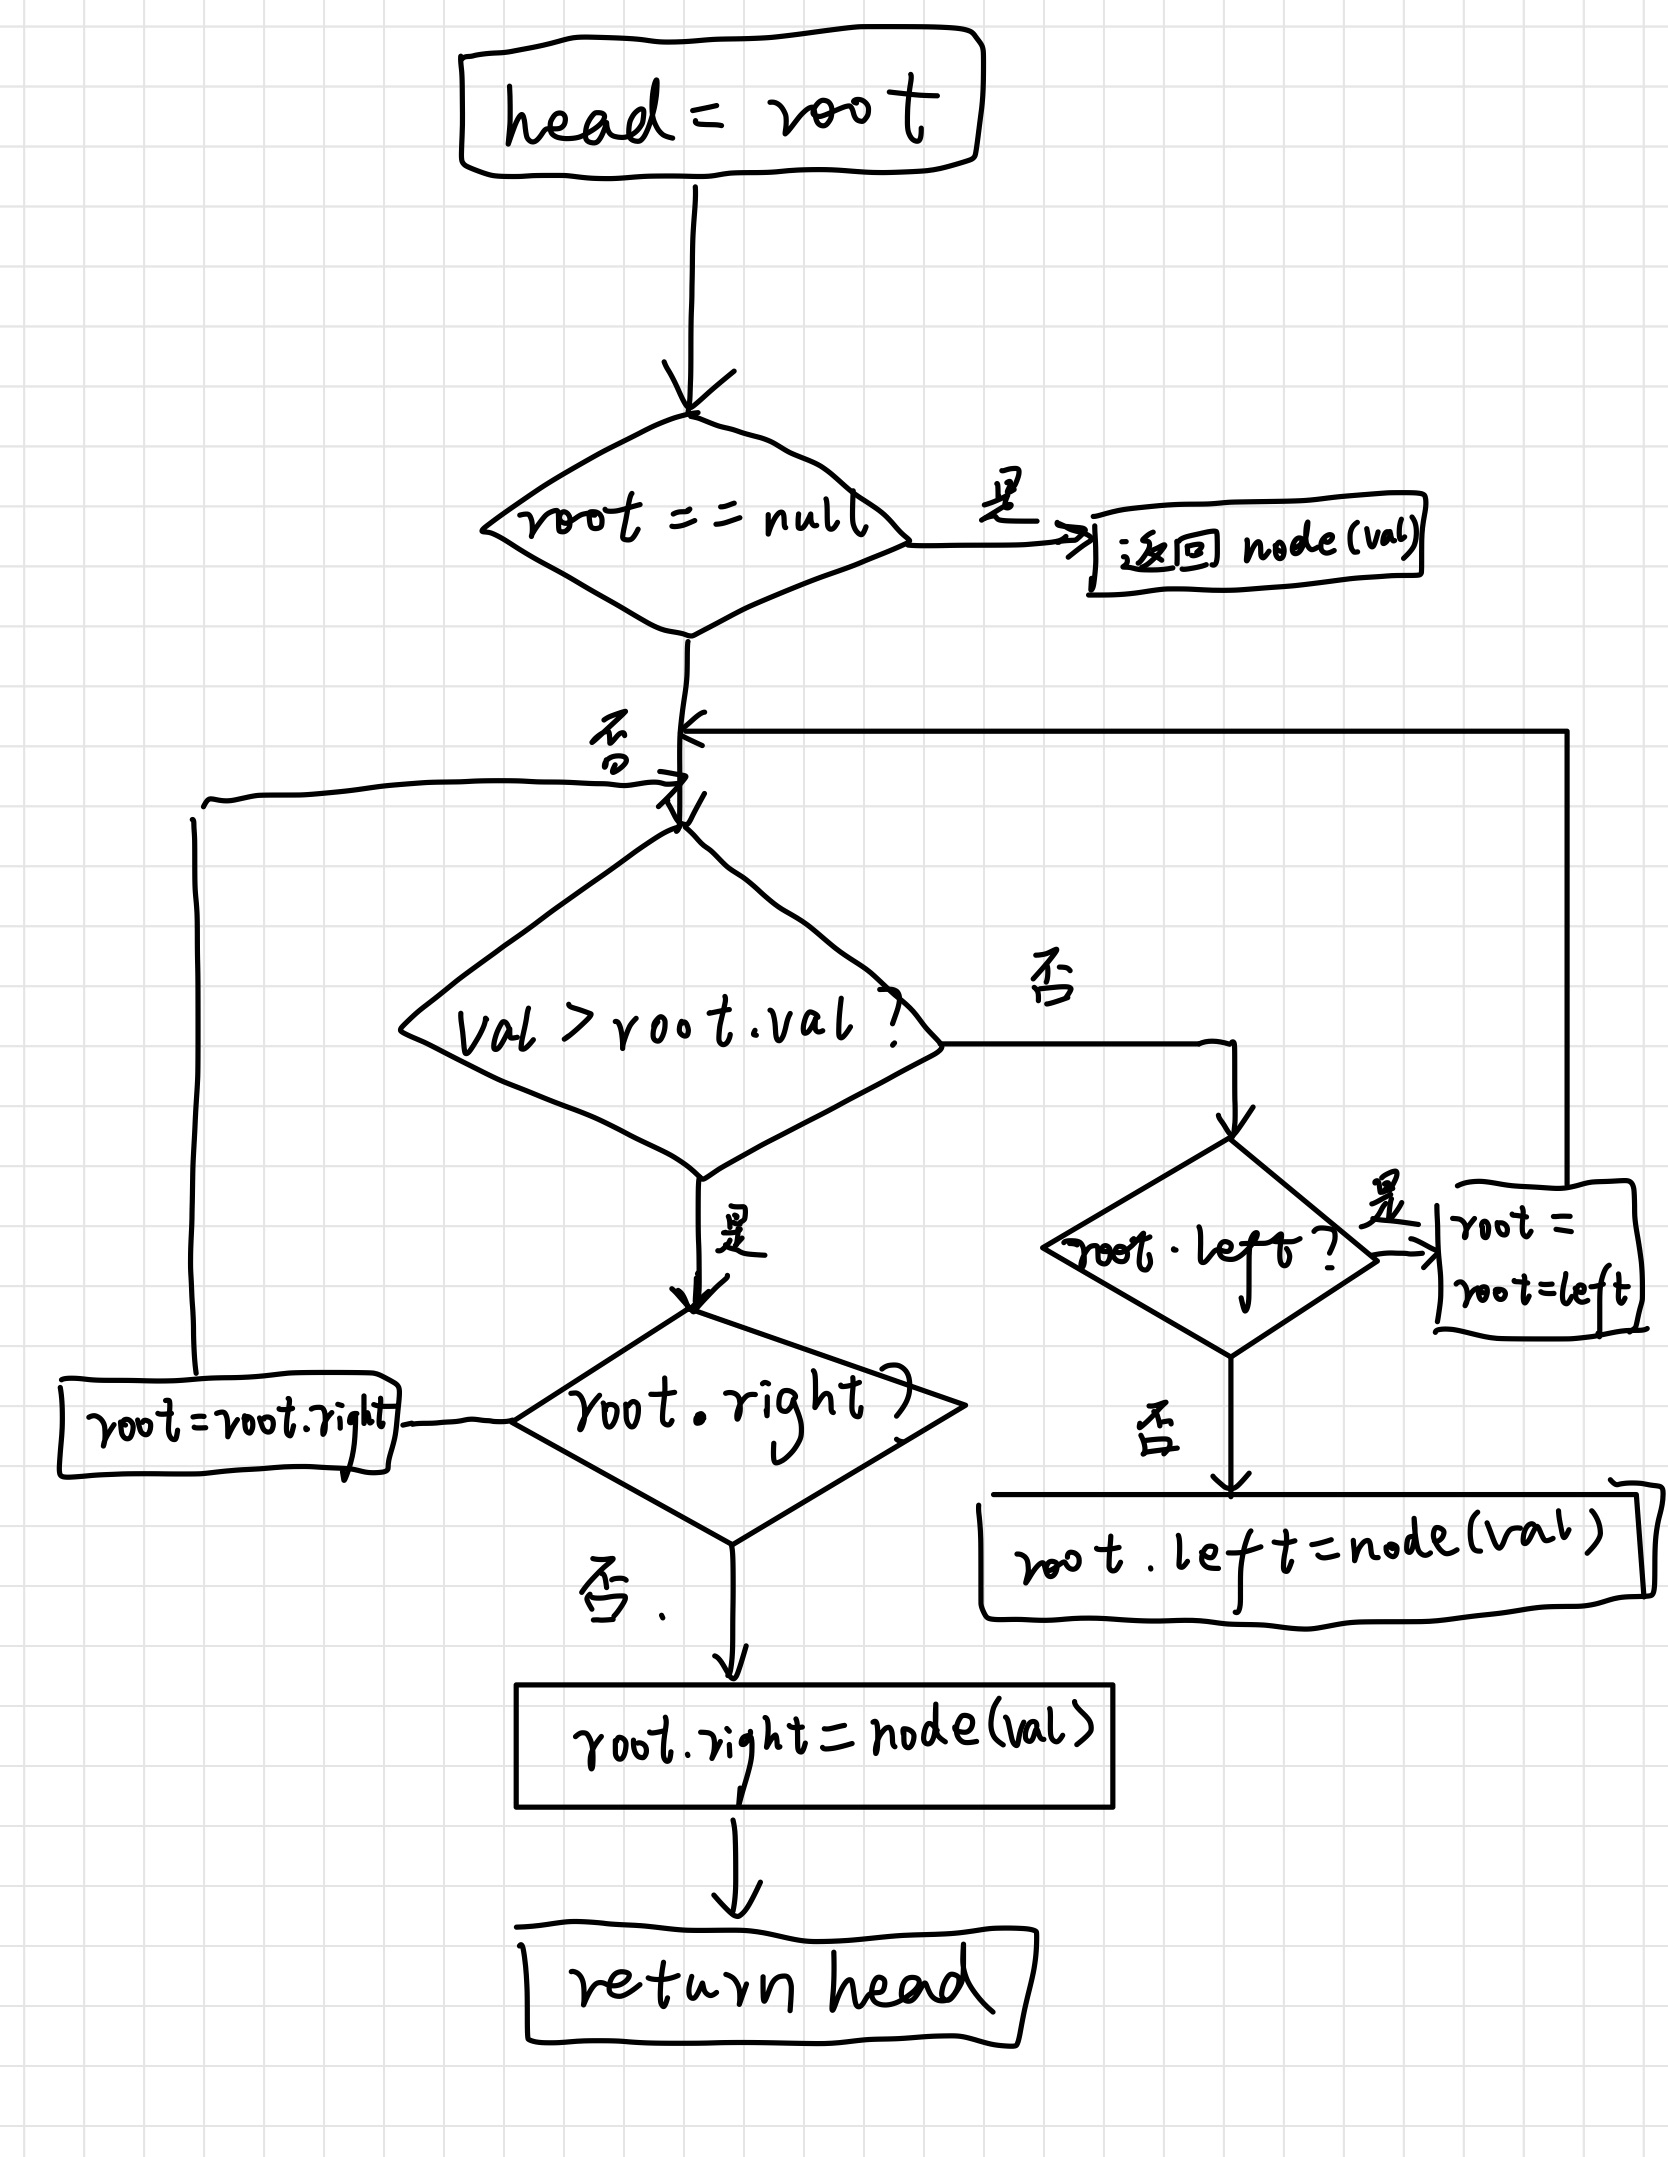 head = root
root == null
是
返回 node(val)
否
val > root.val ?
否
是
root.left ?
是
root =
root=left
root.right ?
root=root.right
否
root.left=node(val)
否.
root.right=node(val)
return head